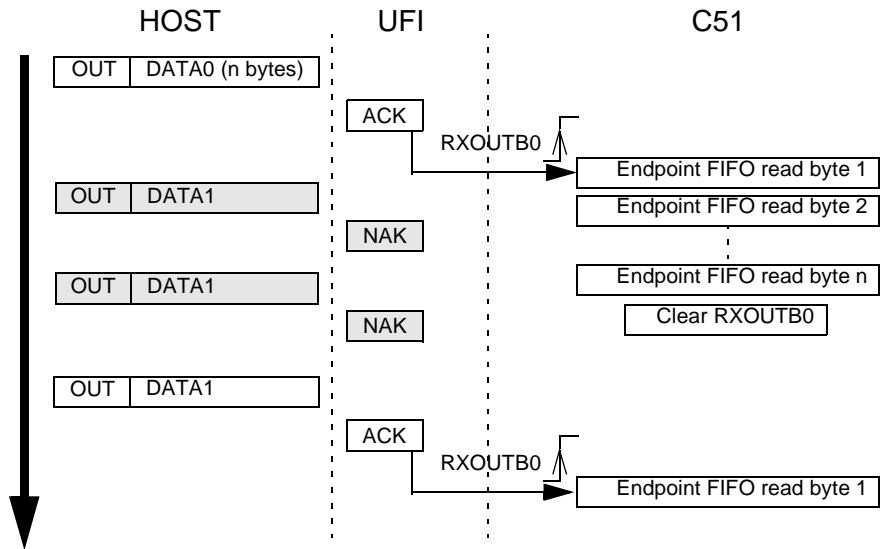 HOST UFI C51
OUT DATA0 (n bytes)
ACK
RXOUTB0
Endpoint FIFO read byte 1
OUT DATA1
Endpoint FIFO read byte 2
NAK
OUT DATA1
Endpoint FIFO read byte n
NAK
Clear RXOUTB0
OUT DATA1
ACK
RXOUTB0
Endpoint FIFO read byte 1